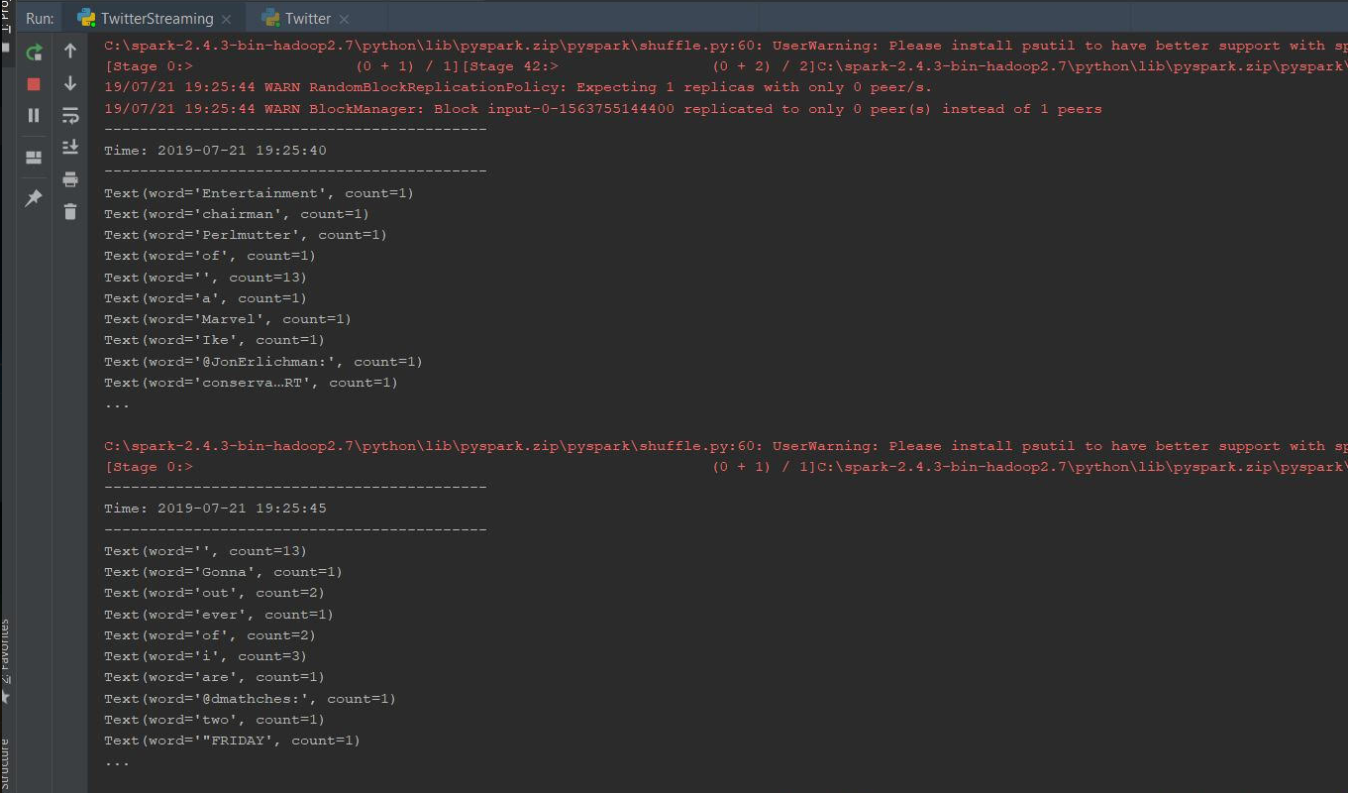 Run: TwitterStreaming × Twitter ×
C:\spark-2.4.3-bin-hadoop2.7\python\lib\pyspark.zip\pyspark\shuffle.py:60: UserWarning: Please install psutil to have better support with sp
[Stage 0:> (0 + 1) / 1][Stage 42:> (0 + 2) / 2]C:\spark-2.4.3-bin-hadoop2.7\python\lib\pyspark.zip\pyspark\
19/07/21 19:25:44 WARN RandomBlockReplicationPolicy: Expecting 1 replicas with only 0 peer/s.
19/07/21 19:25:44 WARN BlockManager: Block input-0-1563755144400 replicated to only 0 peer(s) instead of 1 peers
-------------------------------------------
Time: 2019-07-21 19:25:40
-------------------------------------------
Text(word='Entertainment', count=1)
Text(word='chairman', count=1)
Text(word='Perlmutter', count=1)
Text(word='of', count=1)
Text(word='', count=13)
Text(word='a', count=1)
Text(word='Marvel', count=1)
Text(word='Ike', count=1)
Text(word='@JonErlichman:', count=1)
Text(word='conserva…RT', count=1)
...
C:\spark-2.4.3-bin-hadoop2.7\python\lib\pyspark.zip\pyspark\shuffle.py:60: UserWarning: Please install psutil to have better support with sp
[Stage 0:> (0 + 1) / 1]C:\spark-2.4.3-bin-hadoop2.7\python\lib\pyspark.zip\pyspark\
-------------------------------------------
Time: 2019-07-21 19:25:45
-------------------------------------------
Text(word='', count=13)
Text(word='Gonna', count=1)
Text(word='out', count=2)
Text(word='ever', count=1)
Text(word='of', count=2)
Text(word='i', count=3)
Text(word='are', count=1)
Text(word='@dmathches:', count=1)
Text(word='two', count=1)
Text(word='"FRIDAY', count=1)
...
2: Favorites